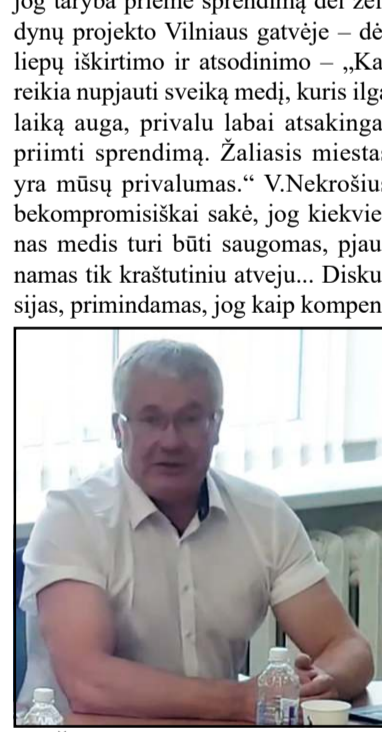 jog taryba priėmė sprendimą dėl žel
dynų projekto Vilniaus gatvėje – dė
liepų iškirtimo ir atsodinimo – „Ka
reikia nupjauti sveiką medį, kuris ilga
laiką auga, privalu labai atsakinga
priimti sprendimą. Žaliasis miestas
yra mūsų privalumas.“ V.Nekrošius
bekompromisiškai sakė, jog kiekvie
nas medis turi būti saugomas, pjau
namas tik kraštutiniu atveju... Disku
sijas, primindamas, jog kaip kompen